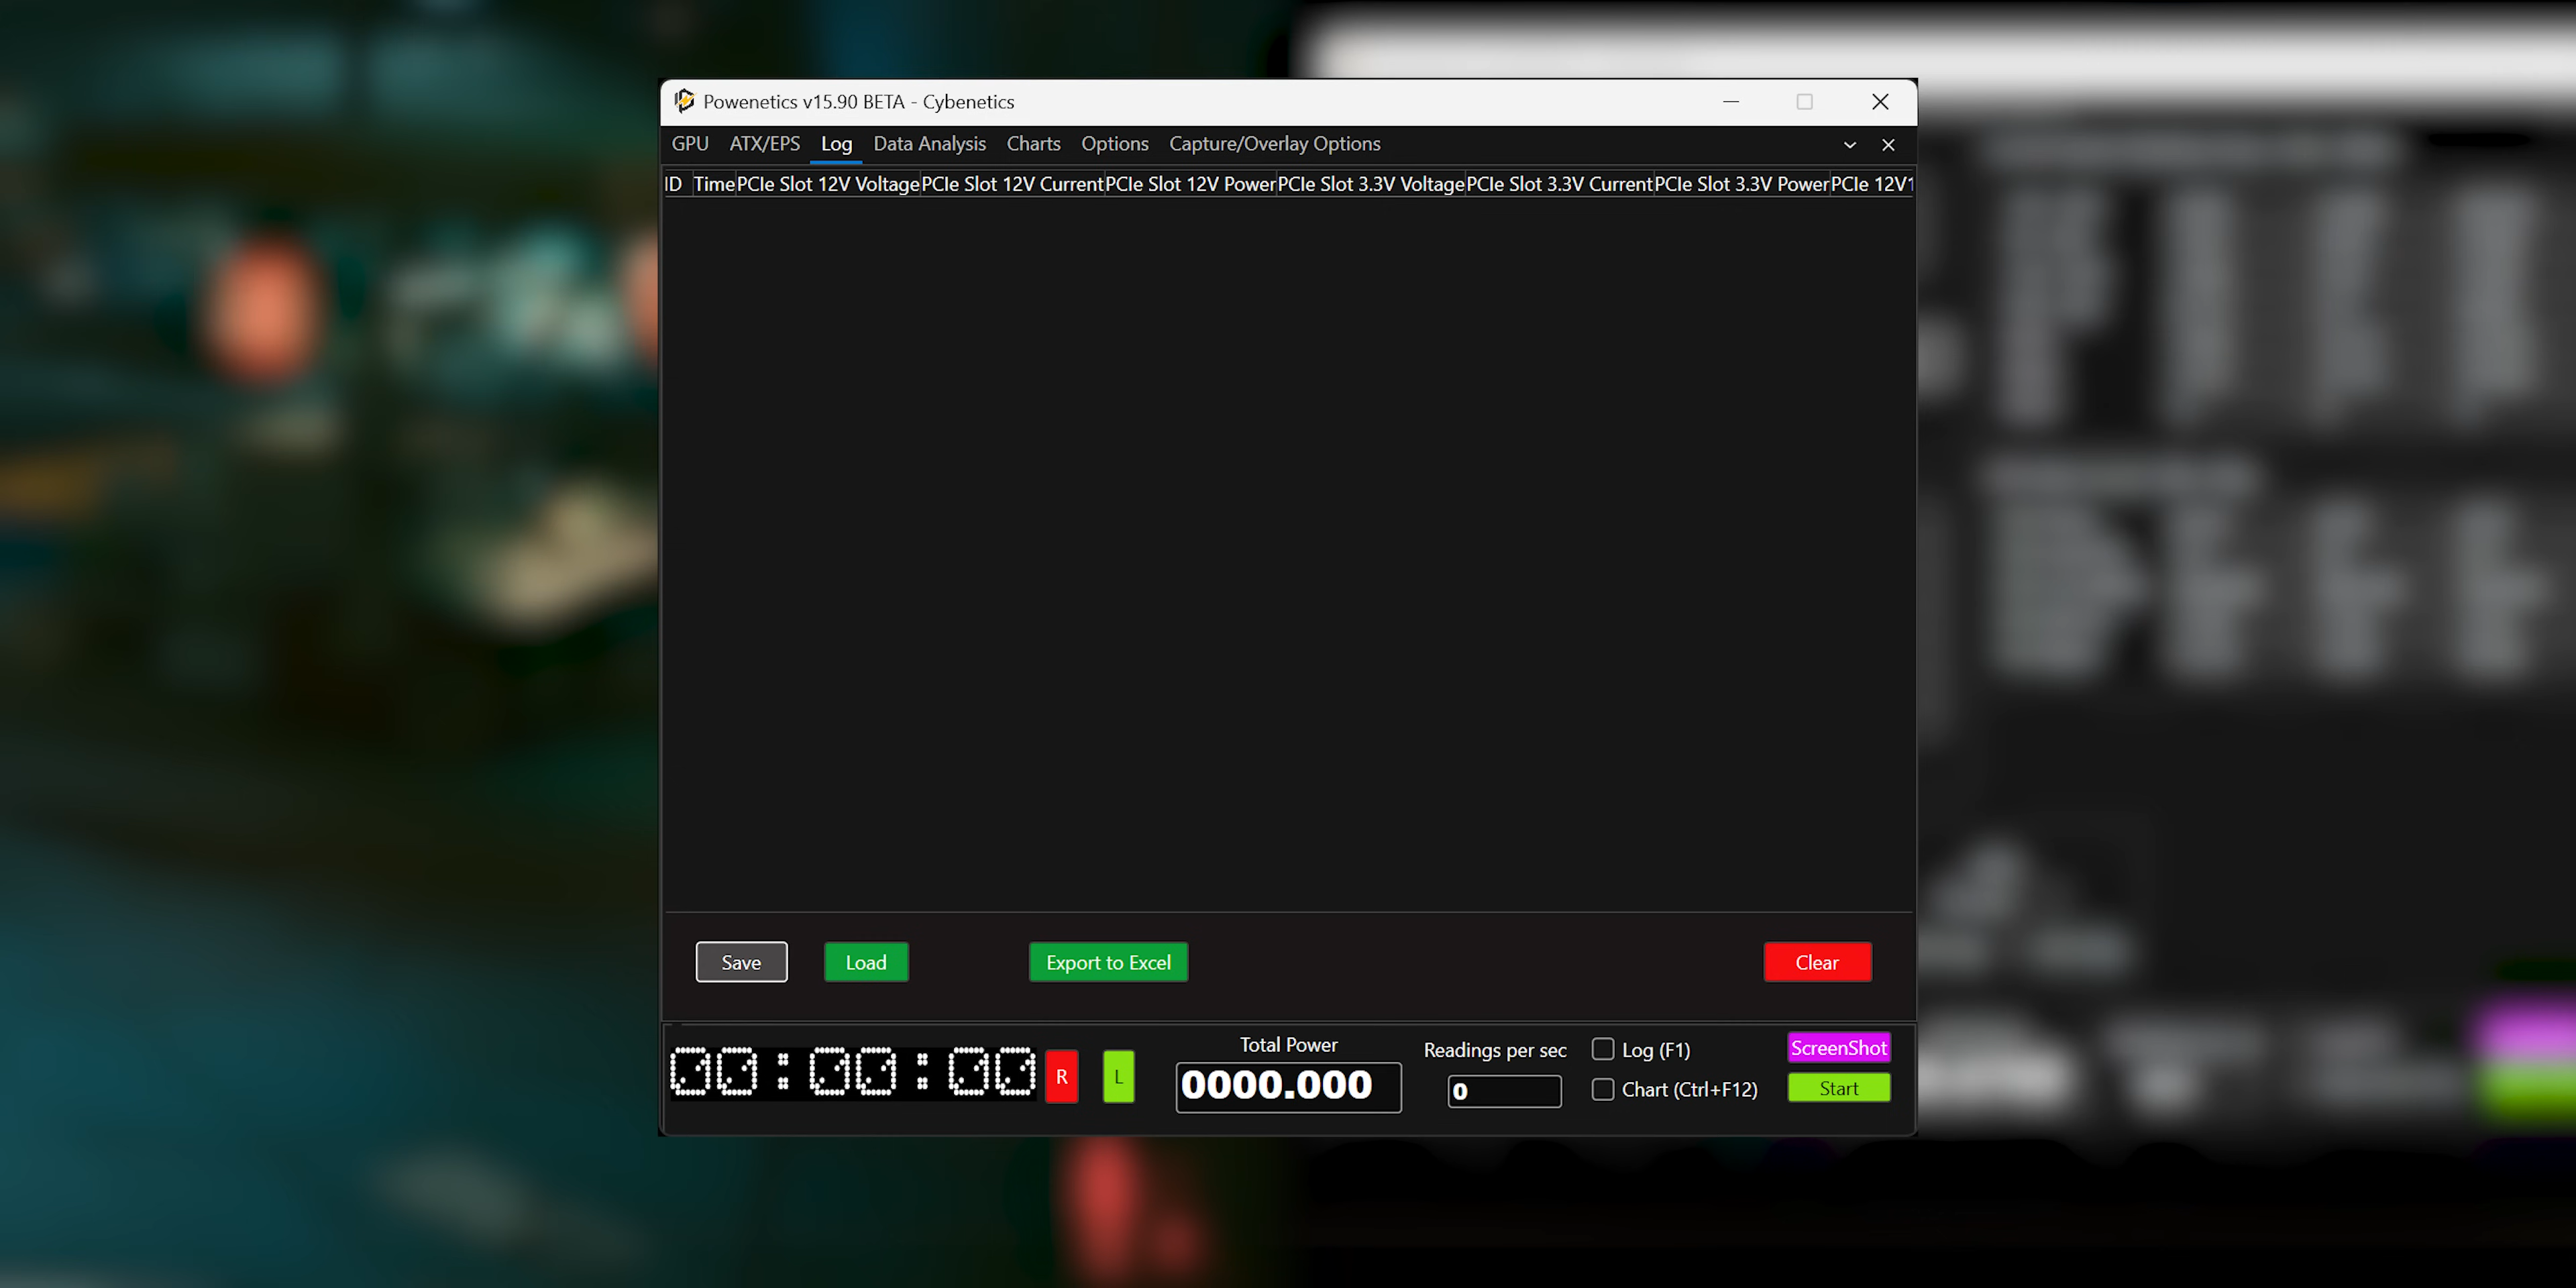 Powenetics v15.90 BETA - Cybenetics
GPU ATX/EPS Log Data Analysis Charts Options Capture/Overlay Options
ID Time PCIe Slot 12V Voltage PCIe Slot 12V Current PCIe Slot 12V Power PCIe Slot 3.3V Voltage PCIe Slot 3.3V Current PCIe Slot 3.3V Power PCIe 12V1
Save Load Export to Excel Clear
00:00:00 R L
Total Power
0000.000
Readings per sec
0
Log (F1)
Chart (Ctrl+F12)
ScreenShot
Start